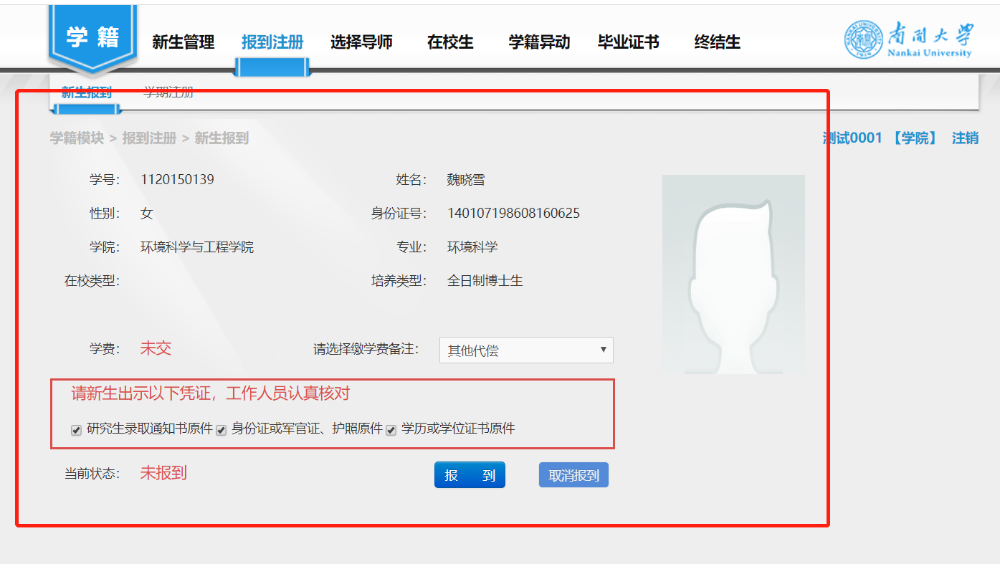 学 籍
新生管理 报到注册 选择导师 在校生 学籍异动 毕业证书 终结生
南開大學
NANKAI UNIVERSITY
1919
Nankai University
新生报到 学期注册
学籍模块 > 报到注册 > 新生报到 测试0001 【学院】 注销
学号： 1120150139 姓名： 魏晓雪
性别： 女 身份证号： 140107198608160625
学院： 环境科学与工程学院 专业： 环境科学
在校类型： 培养类型： 全日制博士生
学费： 未交 请选择缴学费备注： 其他代偿
请新生出示以下凭证，工作人员认真核对
研究生录取通知书原件 身份证或军官证、护照原件 学历或学位证书原件
当前状态： 未报到 报 到 取消报到